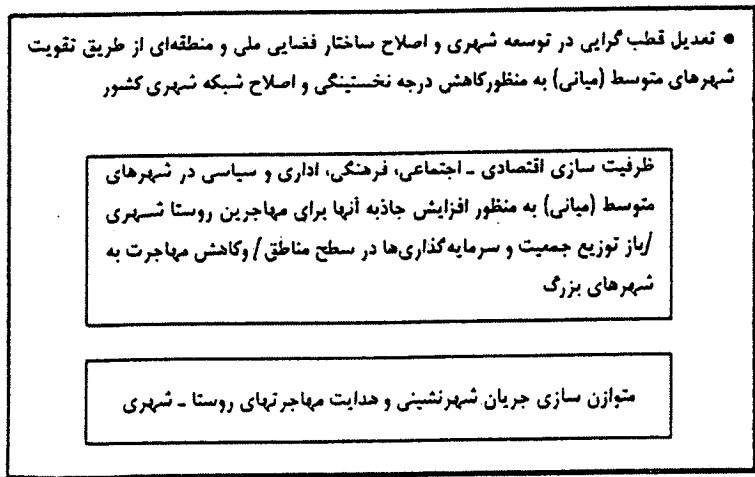 ● تعدیل قطب گرایی در توسعه شهری و اصلاح ساختار فضایی ملی و منطقه‌ای از طریق تقویت
شهرهای متوسط (میانی) به منظورکاهش درجه نخستینگی و اصلاح شبکه شهری کشور
ظرفیت سازی اقتصادی ـ اجتماعی، فرهنگی، اداری و سیاسی در شهرهای
متوسط (میانی) به منظور افزایش جاذبه آنها برای مهاجرین روستا شهری
/باز توزیع جمعیت و سرمایه‌گذاری‌ها در سطح مناطق/ وکاهش مهاجرت به
شهرهای بزرگ
متوازن سازی جریان شهرنشینی و هدایت مهاجرتهای روستا ـ شهری